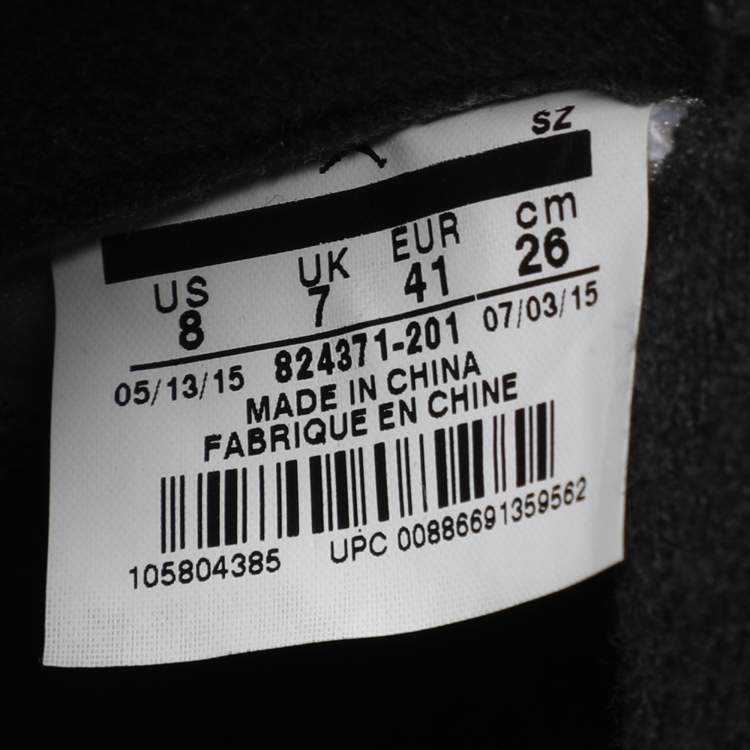 SZ
US UK EUR cm
8 7 41 26
05/13/15 824371-201 07/03/15
MADE IN CHINA
FABRIQUE EN CHINE
105804385 UPC 00886691359562